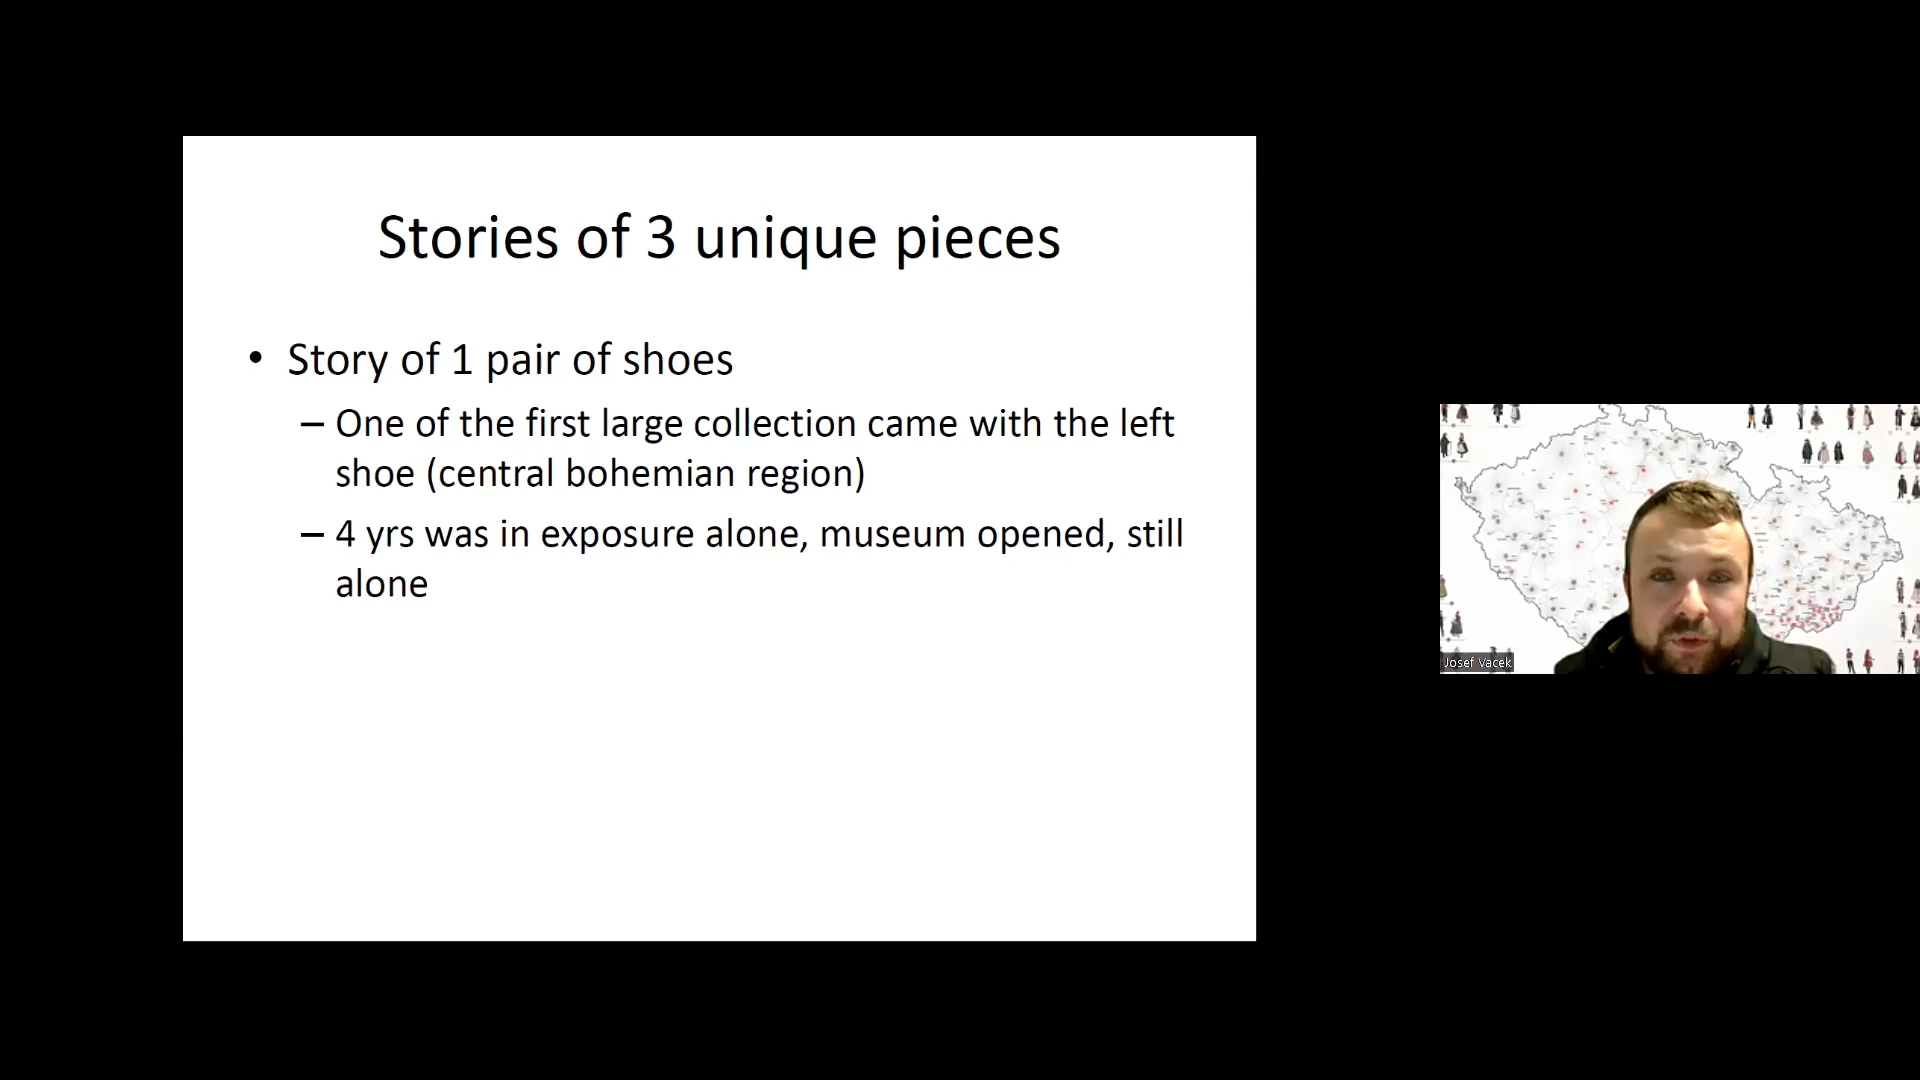 Stories of 3 unique pieces
• Story of 1 pair of shoes
– One of the first large collection came with the left
shoe (central bohemian region)
– 4 yrs was in exposure alone, museum opened, still
alone
Josef Vacek